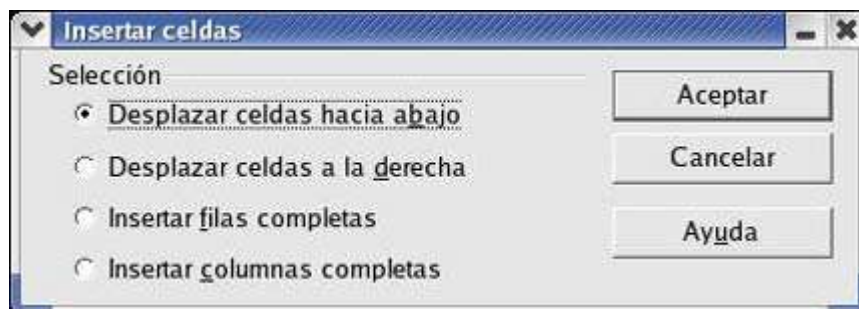 Insertar celdas
Selección
Desplazar celdas hacia abajo
Desplazar celdas a la derecha
Insertar filas completas
Insertar columnas completas
Aceptar
Cancelar
Ayuda